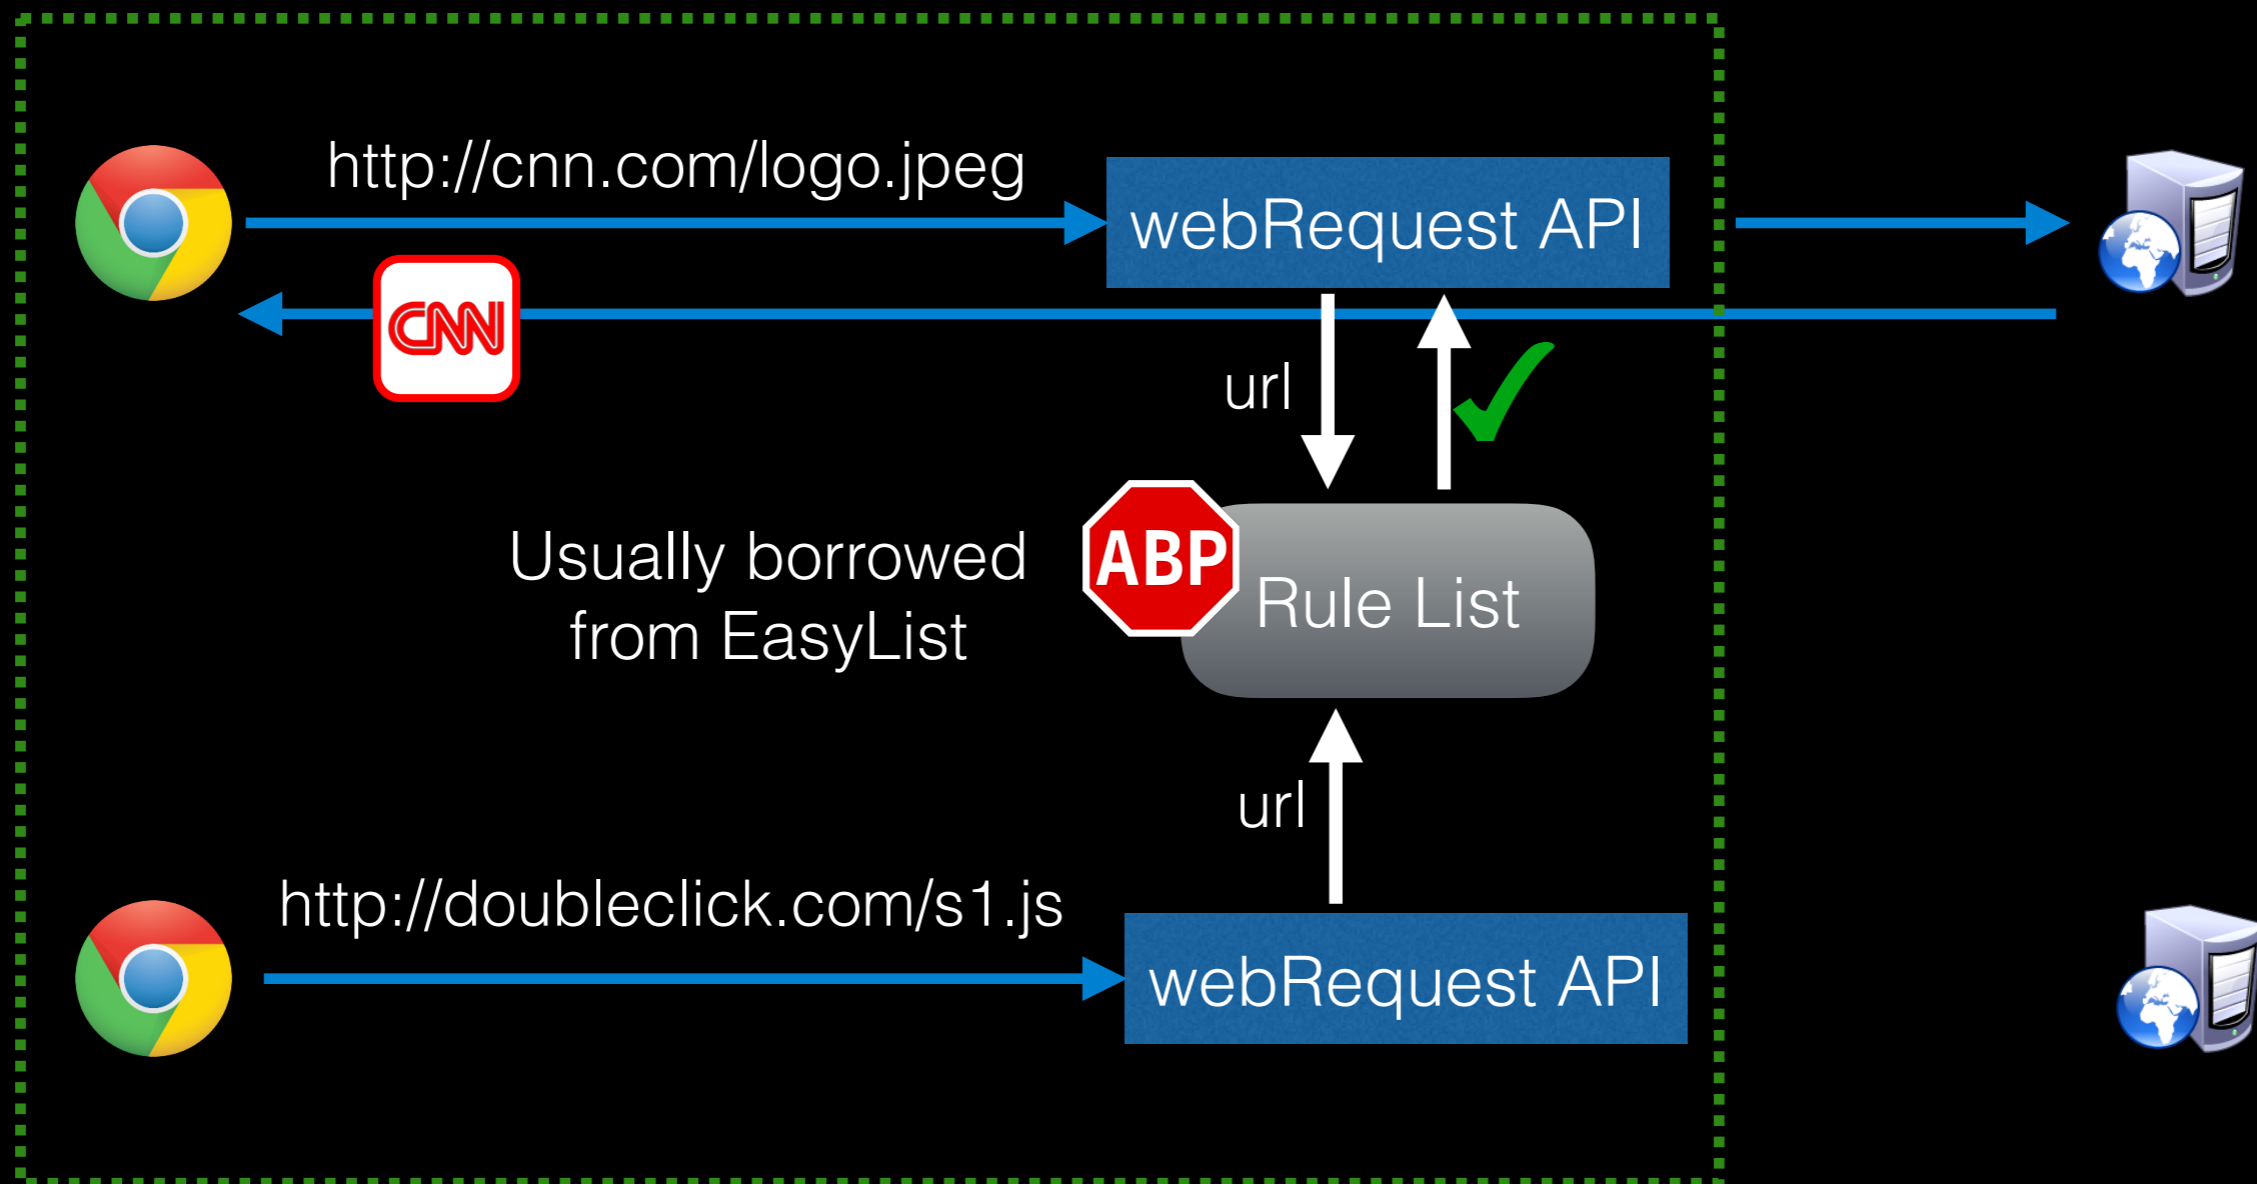 http://cnn.com/logo.jpeg
webRequest API
CNN
url
ABP
Usually borrowed
from EasyList
Rule List
url
http://doubleclick.com/s1.js
webRequest API